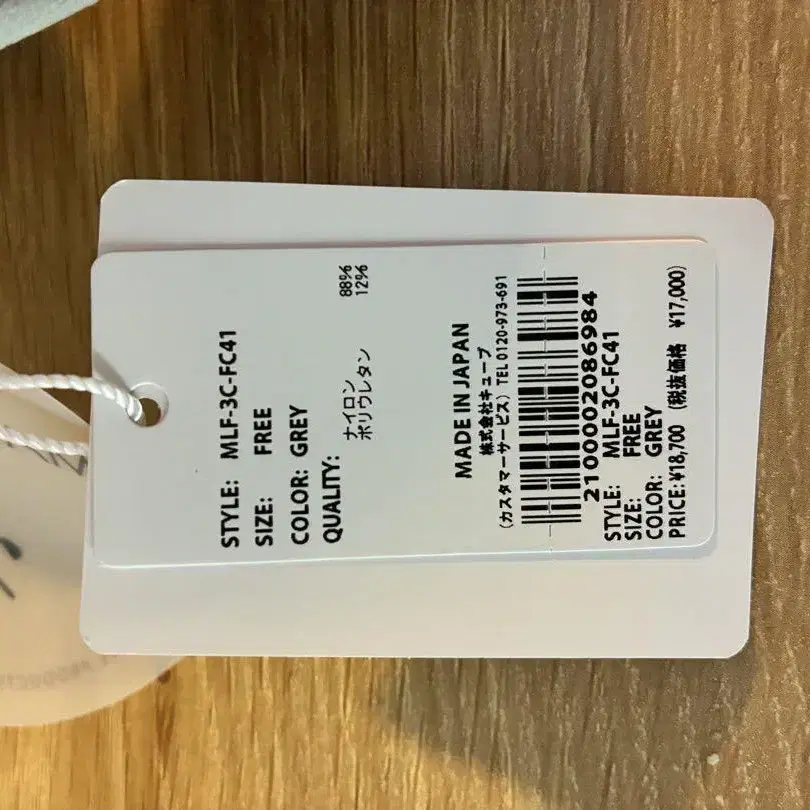 STYLE: MLF-3C-FC41
SIZE: FREE
COLOR: GREY
QUALITY:
ナイロン 88%
ポリウレタン 12%
MADE IN JAPAN
株式会社キューブ
(カスタマーサービス) TEL 0120-973-691
2100002086984
STYLE: MLF-3C-FC41
SIZE: FREE
COLOR: GREY
PRICE: ¥18,700 (税抜価格 ¥17,000)